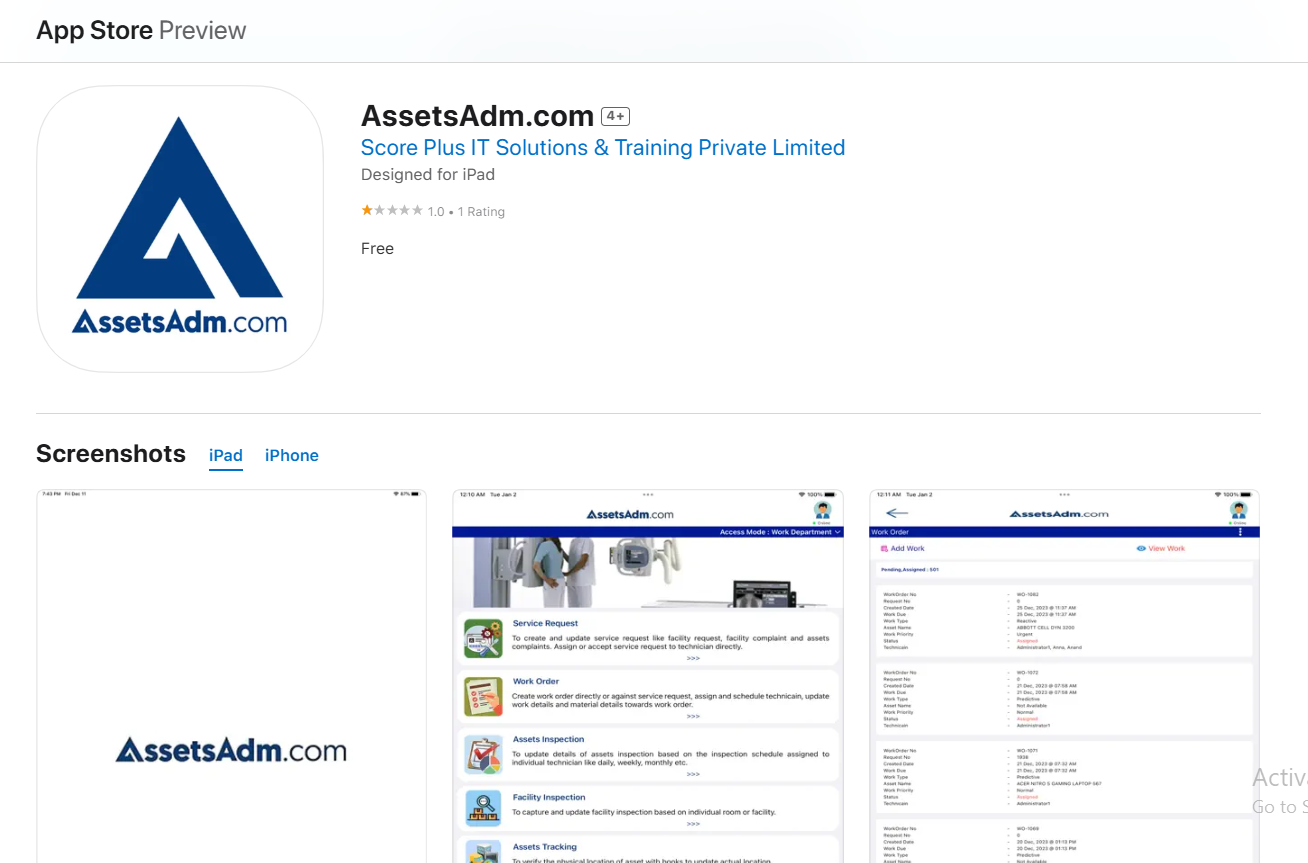 App Store Preview
AssetsAdm.com
AssetsAdm.com 4+
Score Plus IT Solutions & Training Private Limited
Designed for iPad
1.0 • 1 Rating
Free
Screenshots iPad iPhone
7:43 PM Fri Dec 11 87%
AssetsAdm.com
12:10 AM Tue Jan 2 100%
AssetsAdm.com
Access Mode : Work Department
Service Request
To create and update service request like facility request, facility complaint and assets
complaints. Assign or accept service request to technician directly.
>>>
Work Order
Create work order directly or against service request, assign and schedule technicain, update
work details and material details towards work order.
>>>
Assets Inspection
To update details of assets inspection based on the inspection schedule assigned to
individual technician like daily, weekly, monthly etc.
>>>
Facility Inspection
To capture and update facility inspection based on individual room or facility.
>>>
Assets Tracking
To verify the physical location of asset with books to update actual location.
12:11 AM Tue Jan 2 100%
AssetsAdm.com
Work Order
Add Work View Work
Pending,Assigned : 501
WorkOrder No - WO-1082
Request No - 0
Created Date - 25 Dec, 2023 @ 11:37 AM
Work Due - 25 Dec, 2023 @ 11:37 AM
Work Type - Reactive
Asset Name - ABBOTT CELL DYN 3200
Work Priority - Urgent
Status - Assigned
Technicain - Administrator1, Anna, Anand
WorkOrder No - WO-1072
Request No - 0
Created Date - 21 Dec, 2023 @ 07:58 AM
Work Due - 21 Dec, 2023 @ 07:58 AM
Work Type - Predictive
Asset Name - Not Available
Work Priority - Normal
Status - Assigned
Technicain - Administrator1
WorkOrder No - WO-1071
Request No - 1936
Created Date - 21 Dec, 2023 @ 07:32 AM
Work Due - 21 Dec, 2023 @ 07:32 AM
Work Type - Predictive
Asset Name - ACER NITRO 5 GAMING LAPTOP 567
Work Priority - Normal
Status - Assigned
Technicain - Administrator1
WorkOrder No - WO-1069
Request No - 0
Created Date - 20 Dec, 2023 @ 01:13 PM
Work Due - 20 Dec, 2023 @ 01:13 PM
Work Type - Predictive
Asset Name - Not Available
Activ
Go to S